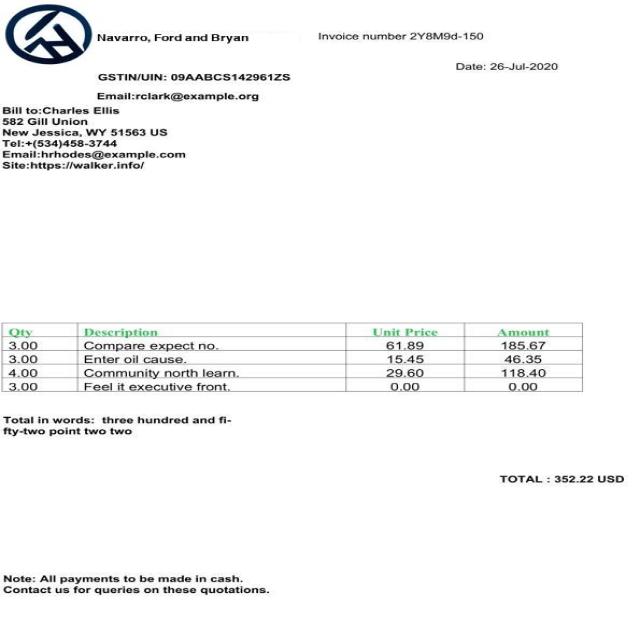 Navarro, Ford and Bryan
Invoice number 2Y8M9d-150
Date: 26-Jul-2020
GSTIN/UIN: 09AABCS142961ZS
Email:rclark@example.org
Bill to:Charles Ellis
582 Gill Union
New Jessica, WY 51563 US
Tel:+(534)458-3744
Email:hrhodes@example.com
Site:https://walker.info/
Qty Description Unit Price Amount
3.00 Compare expect no. 61.89 185.67
3.00 Enter oil cause. 15.45 46.35
4.00 Community north learn. 29.60 118.40
3.00 Feel it executive front. 0.00 0.00
Total in words: three hundred and fi-
fty-two point two two
TOTAL : 352.22 USD
Note: All payments to be made in cash.
Contact us for queries on these quotations.